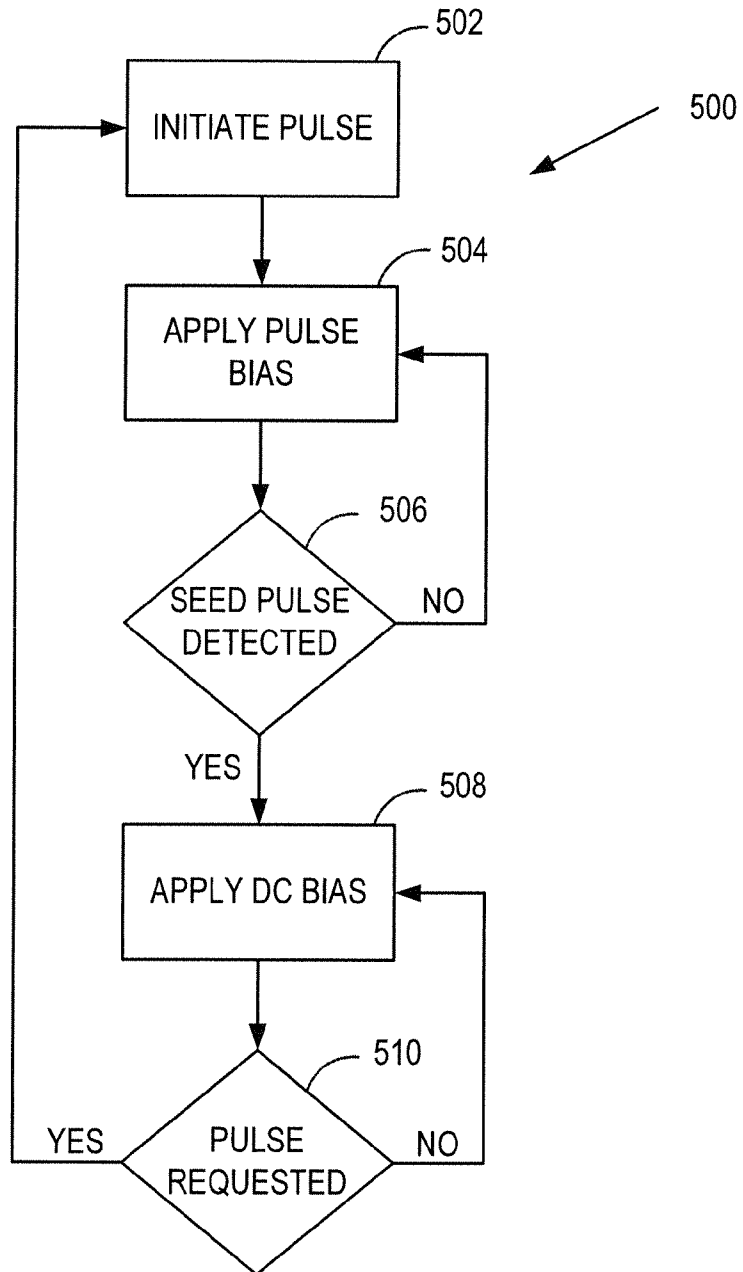 502
INITIATE PULSE
500
504
APPLY PULSE
BIAS
506
SEED PULSE
DETECTED
NO
YES
508
APPLY DC BIAS
510
YES
PULSE
REQUESTED
NO